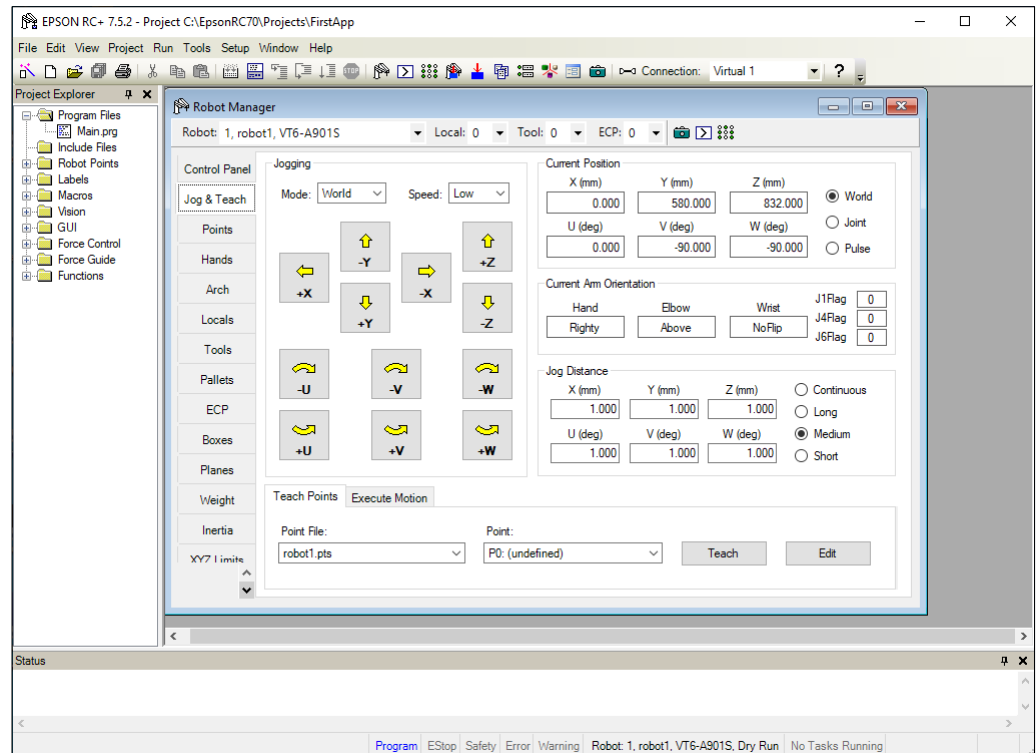 EPSON RC+ 7.5.2 - Project C:\EpsonRC70\Projects\FirstApp
File Edit View Project Run Tools Setup Window Help
Connection: Virtual 1
Project Explorer
Program Files
Main.prg
Include Files
Robot Points
Labels
Macros
Vision
GUI
Force Control
Force Guide
Functions
Robot Manager
Robot: 1, robot1, VT6-A901S Local: 0 Tool: 0 ECP: 0
Control Panel
Jog & Teach
Points
Hands
Arch
Locals
Tools
Pallets
ECP
Boxes
Planes
Weight
Inertia
XYZ Limits
Jogging
Mode: World Speed: Low
-Y +Z
+X -X
+Y -Z
-U -V -W
+U +V +W
Current Position
X (mm) Y (mm) Z (mm)
0.000 580.000 832.000
U (deg) V (deg) W (deg)
0.000 -90.000 -90.000
World
Joint
Pulse
Current Arm Orientation
Hand Elbow Wrist
Righty Above NoFlip
J1Flag 0
J4Flag 0
J6Flag 0
Jog Distance
X (mm) Y (mm) Z (mm)
1.000 1.000 1.000
U (deg) V (deg) W (deg)
1.000 1.000 1.000
Continuous
Long
Medium
Short
Teach Points Execute Motion
Point File: Point:
robot1.pts P0: (undefined) Teach Edit
Status
Program EStop Safety Error Warning Robot: 1, robot1, VT6-A901S, Dry Run No Tasks Running